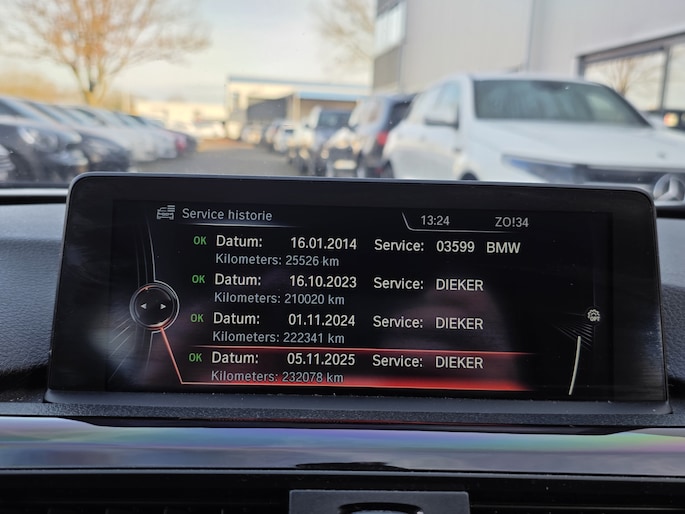 Service historie
13:24 ZO!34
OK Datum: 16.01.2014 Service: 03599 BMW
Kilometers: 25526 km
OK Datum: 16.10.2023 Service: DIEKER
Kilometers: 210020 km
OK Datum: 01.11.2024 Service: DIEKER
Kilometers: 222341 km
OK Datum: 05.11.2025 Service: DIEKER
Kilometers: 232078 km